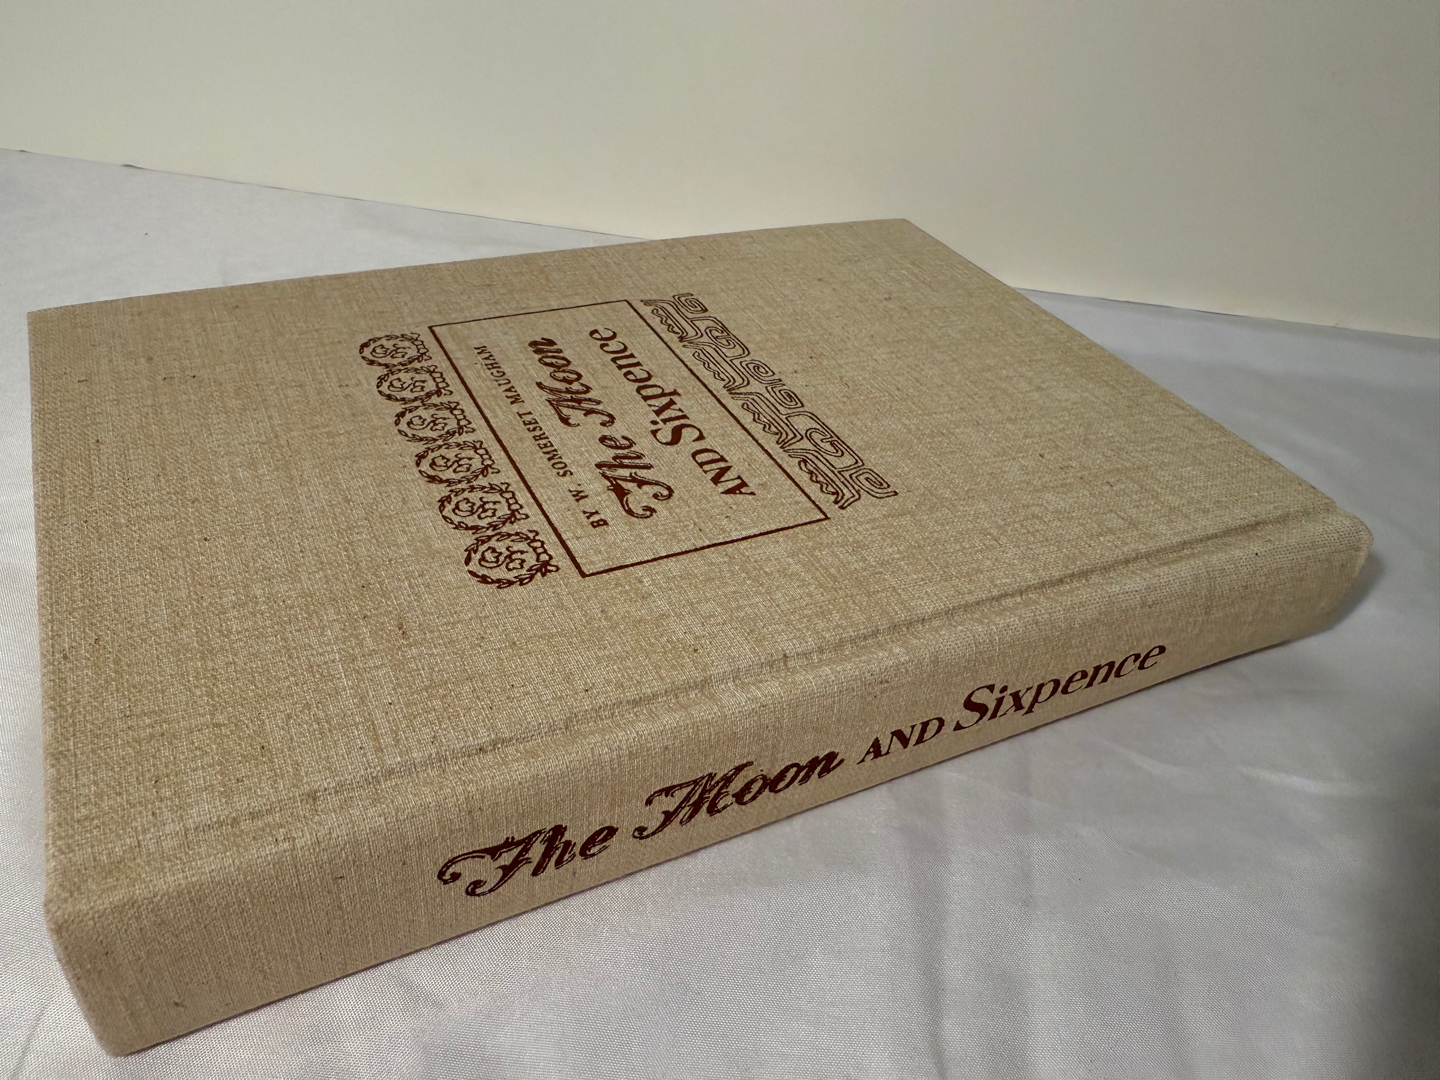 The Moon
AND Sixpence
BY W. SOMERSET MAUGHAM
The Moon AND Sixpence